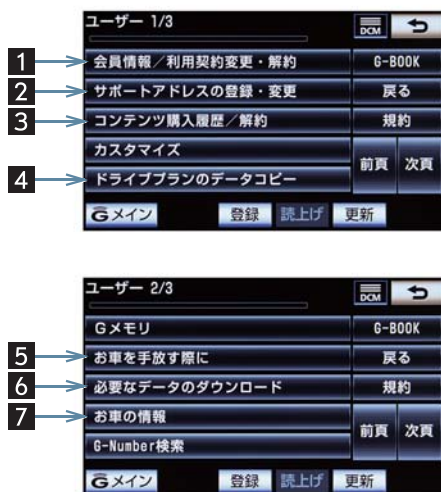 ユーザー 1/3
DCM
1 会員情報/利用契約変更・解約 G-BOOK
2 サポートアドレスの登録・変更 戻る
3 コンテンツ購入履歴/解約 規約
カスタマイズ 前頁 次頁
4 ドライブプランのデータコピー
Gメイン 登録 読上げ 更新
ユーザー 2/3
DCM
Gメモリ G-BOOK
5 お車を手放す際に 戻る
6 必要なデータのダウンロード 規約
7 お車の情報 前頁 次頁
G-Number検索
Gメイン 登録 読上げ 更新